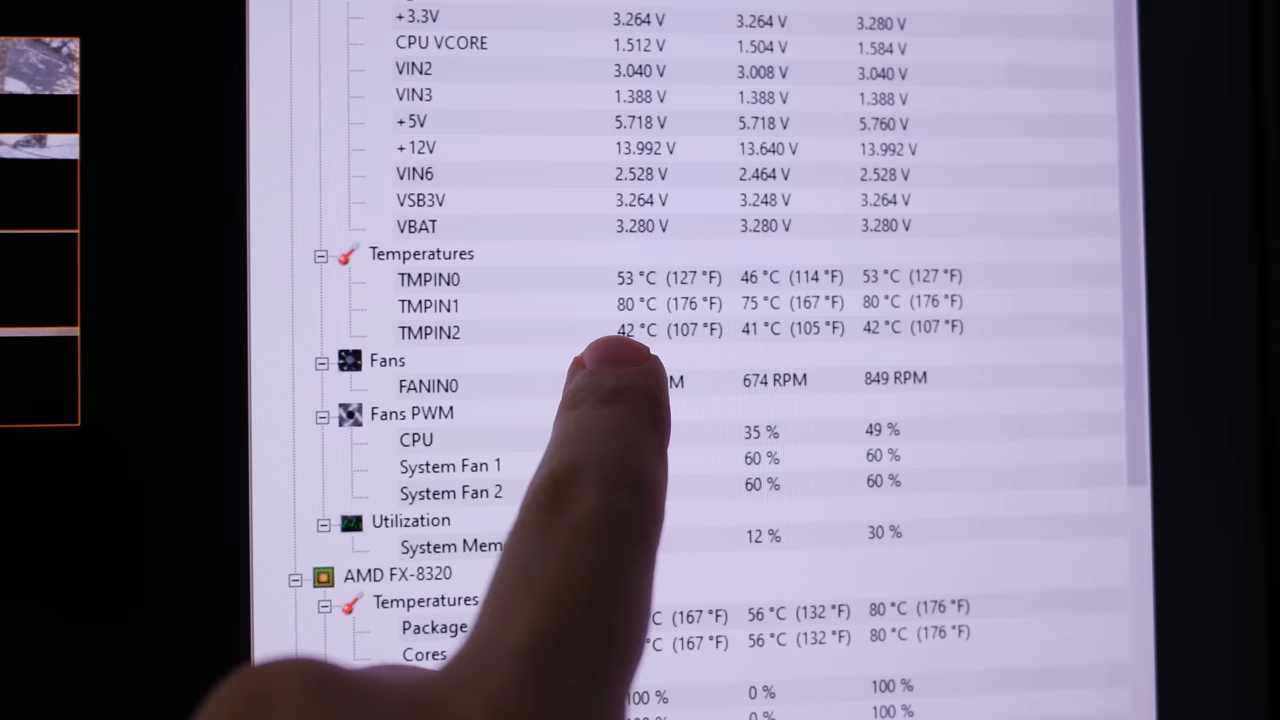 +3.3V 3.264 V 3.264 V 3.280 V
CPU VCORE 1.512 V 1.504 V 1.584 V
VIN2 3.040 V 3.008 V 3.040 V
VIN3 1.388 V 1.388 V 1.388 V
+5V 5.718 V 5.718 V 5.760 V
+12V 13.992 V 13.640 V 13.992 V
VIN6 2.528 V 2.464 V 2.528 V
VSB3V 3.264 V 3.248 V 3.264 V
VBAT 3.280 V 3.280 V 3.280 V
Temperatures
TMPIN0 53 °C (127 °F) 46 °C (114 °F) 53 °C (127 °F)
TMPIN1 80 °C (176 °F) 75 °C (167 °F) 80 °C (176 °F)
TMPIN2 42 °C (107 °F) 41 °C (105 °F) 42 °C (107 °F)
Fans
FANIN0 674 RPM 849 RPM
Fans PWM
CPU 35 % 49 %
System Fan 1 60 % 60 %
System Fan 2 60 % 60 %
Utilization
System Mem 12 % 30 %
AMD FX-8320
Temperatures
Package °C (167 °F) 56 °C (132 °F) 80 °C (176 °F)
Cores °C (167 °F) 56 °C (132 °F) 80 °C (176 °F)
100 % 0 % 100 %
0 % 100 %